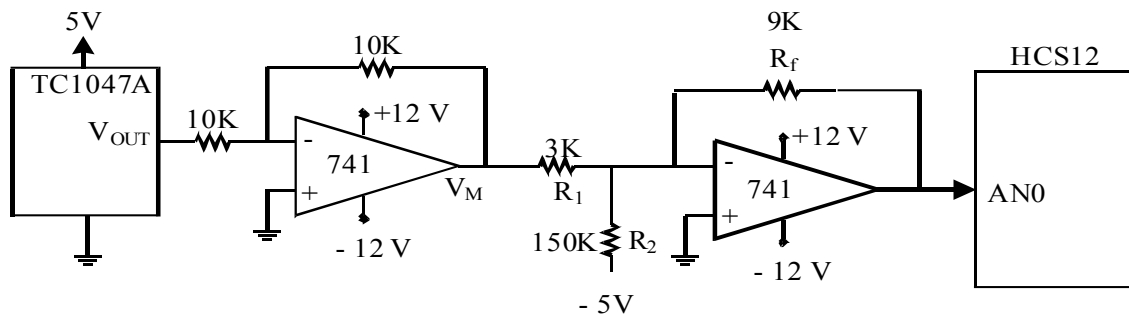 5V
TC1047A
VOUT
10K
10K
+12 V
-
741
+
- 12 V
VM
3K
R1
150K
R2
- 5V
9K
Rf
+12 V
-
741
+
- 12 V
HCS12
AN0